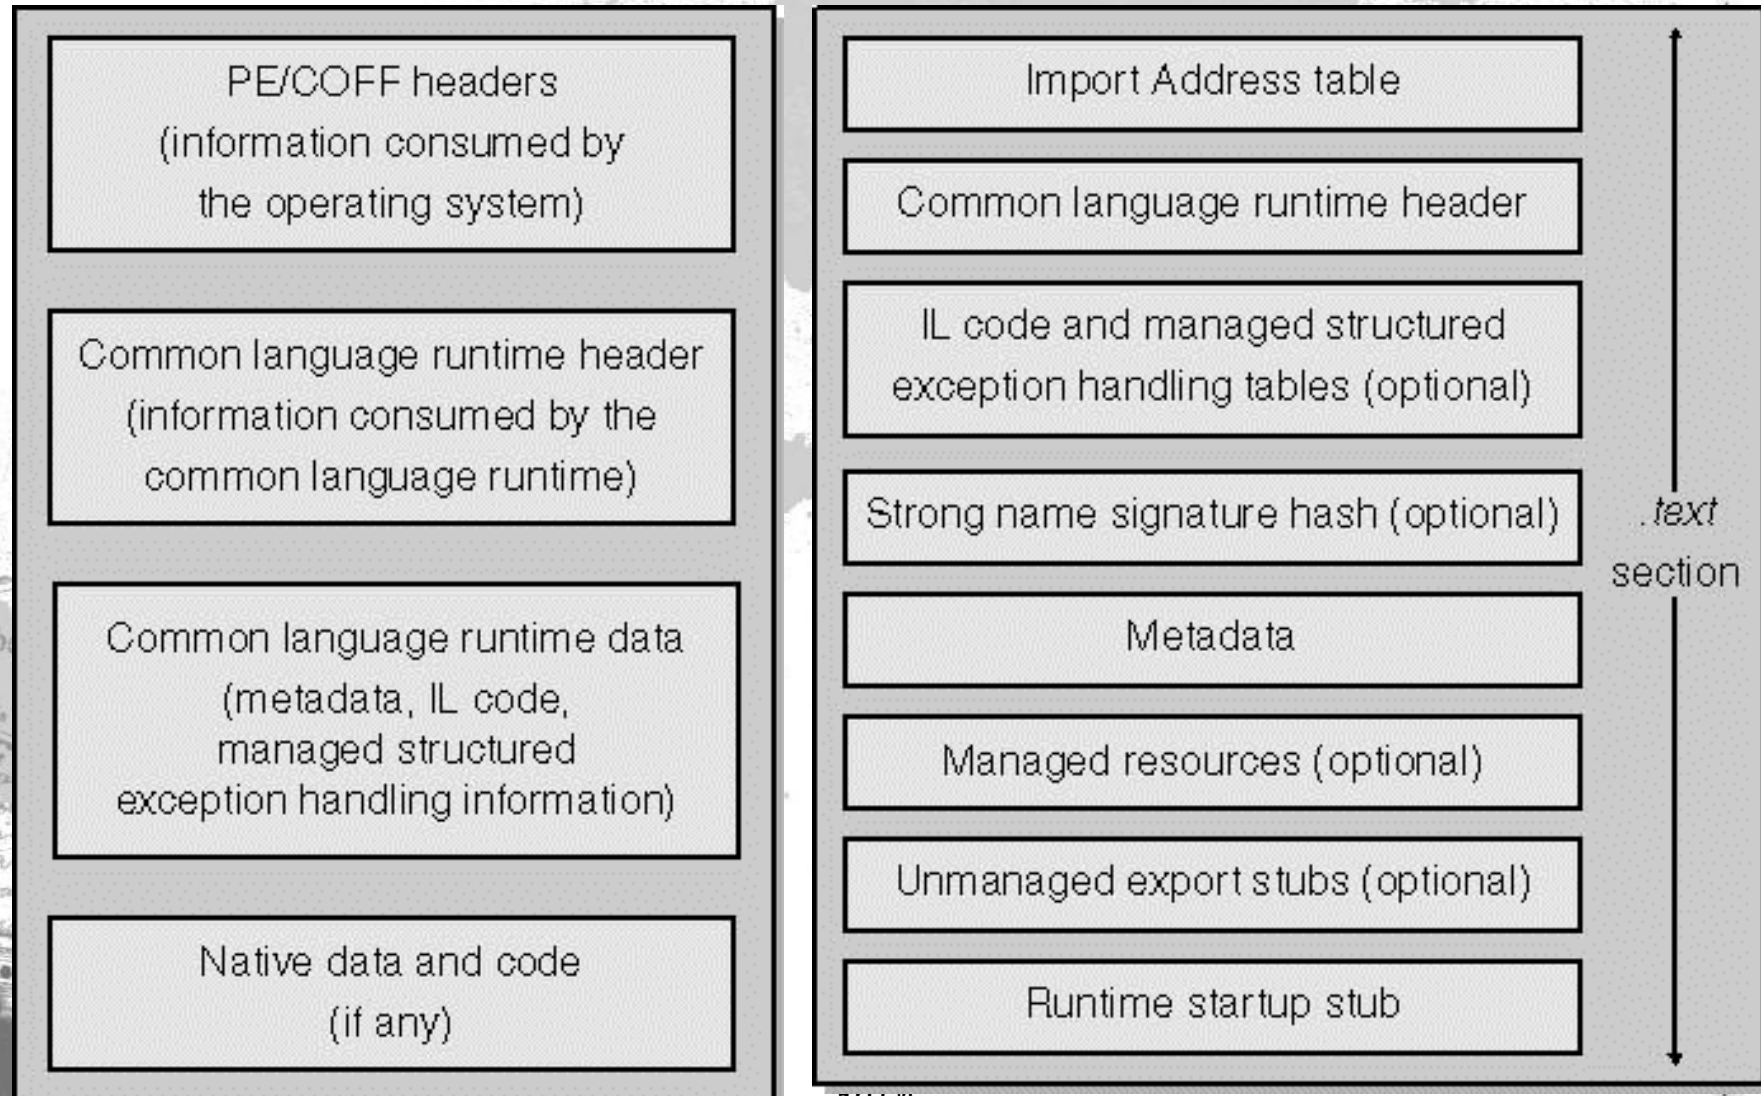 PE/COFF headers
(information consumed by
the operating system)
Common language runtime header
(information consumed by the
common language runtime)
Common language runtime data
(metadata, IL code,
managed structured
exception handling information)
Native data and code
(if any)
Import Address table
Common language runtime header
IL code and managed structured
exception handling tables (optional)
Strong name signature hash (optional)
Metadata
Managed resources (optional)
Unmanaged export stubs (optional)
Runtime startup stub
.text
section